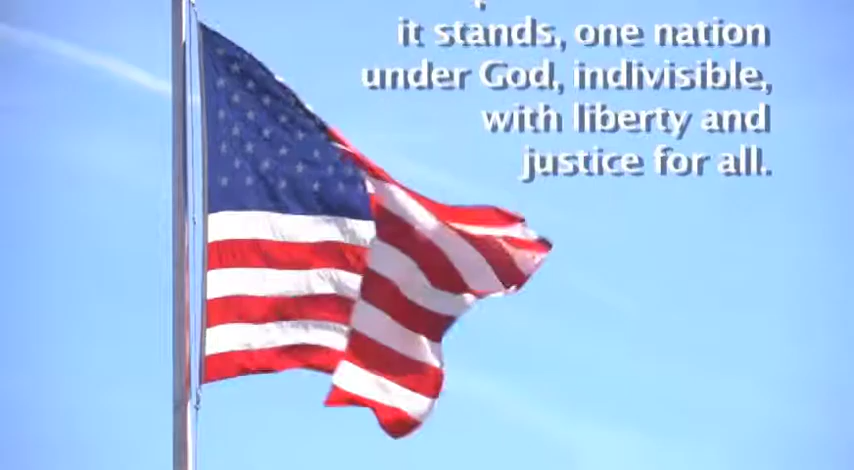 it stands, one nation
under God, indivisible,
with liberty and
justice for all.